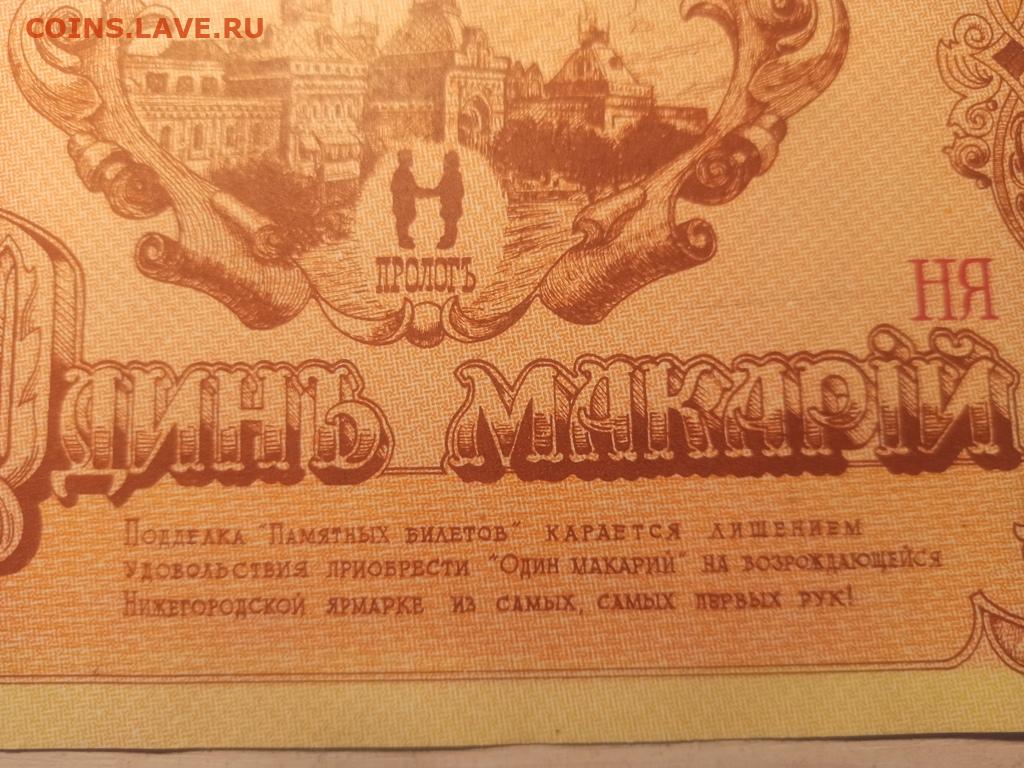 COINS.LAVE.RU
ПРОЛОГЪ
НЯ
ОДИНЪ МАКАРІЙ
ПОДДЕЛКА "ПАМЯТНЫХ БИЛЕТОВ" КАРАЕТСЯ ЛИШЕНИЕМ
УДОВОЛЬСТВИЯ ПРИОБРЕСТИ "ОДИН МАКАРИЙ" НА ВОЗРОЖДАЮЩЕЙСЯ
НИЖЕГОРОДСКОЙ ЯРМАРКЕ ИЗ САМЫХ, САМЫХ ПЕРВЫХ РУК!